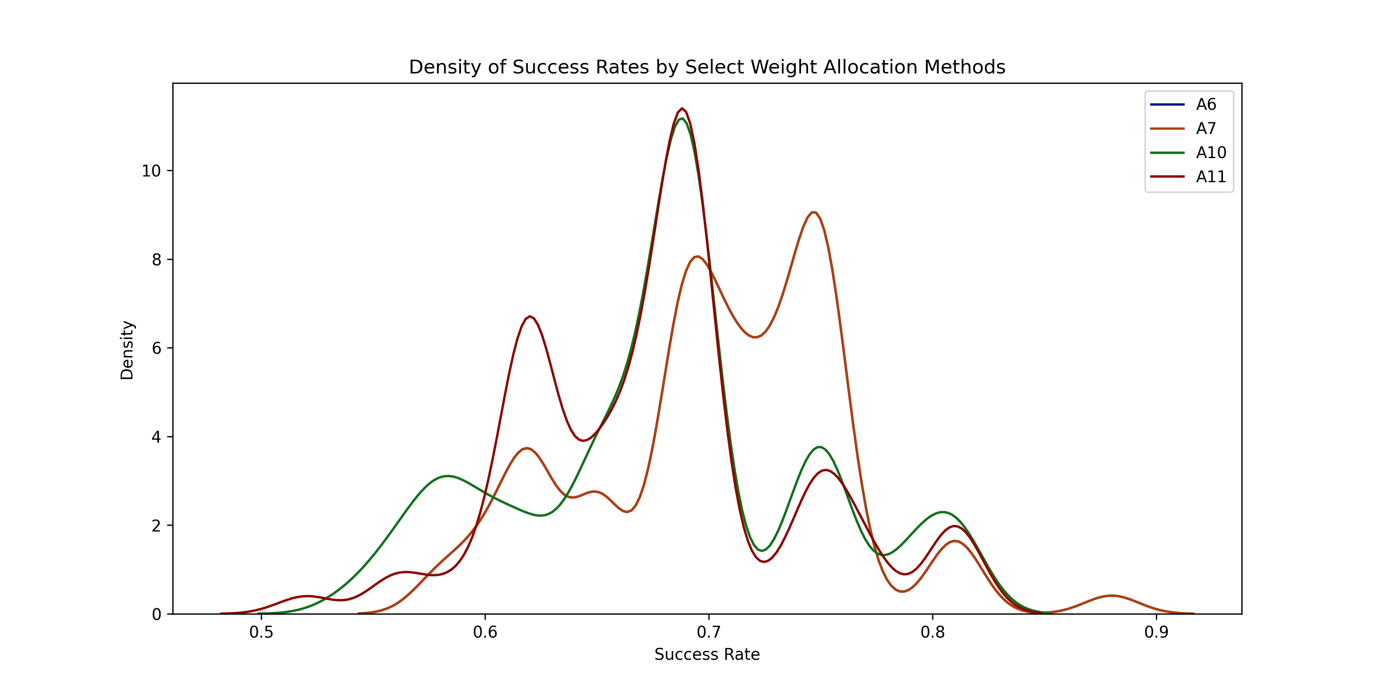 Density of Success Rates by Select Weight Allocation Methods
A6
A7
A10
A11
Density
10
8
6
4
2
0
0.5 0.6 0.7 0.8 0.9
Success Rate